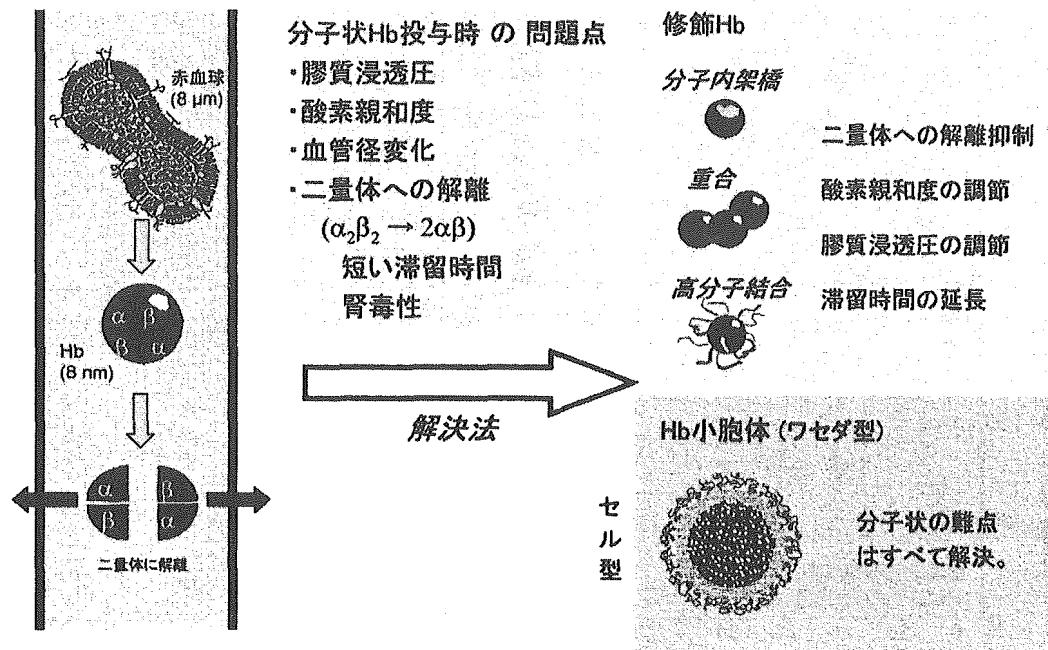 赤血球
(8 μm)
α β
β α
Hb
(8 nm)
α β
β α
二量体に解離
分子状Hb投与時 の 問題点
・膠質浸透圧
・酸素親和度
・血管径変化
・二量体への解離
(α₂β₂ → 2αβ)
短い滞留時間
腎毒性
解決法
修飾Hb
分子内架橋
重合
高分子結合
二量体への解離抑制
酸素親和度の調節
膠質浸透圧の調節
滞留時間の延長
セル型
Hb小胞体 (ワセダ型)
分子状の難点
はすべて解決。